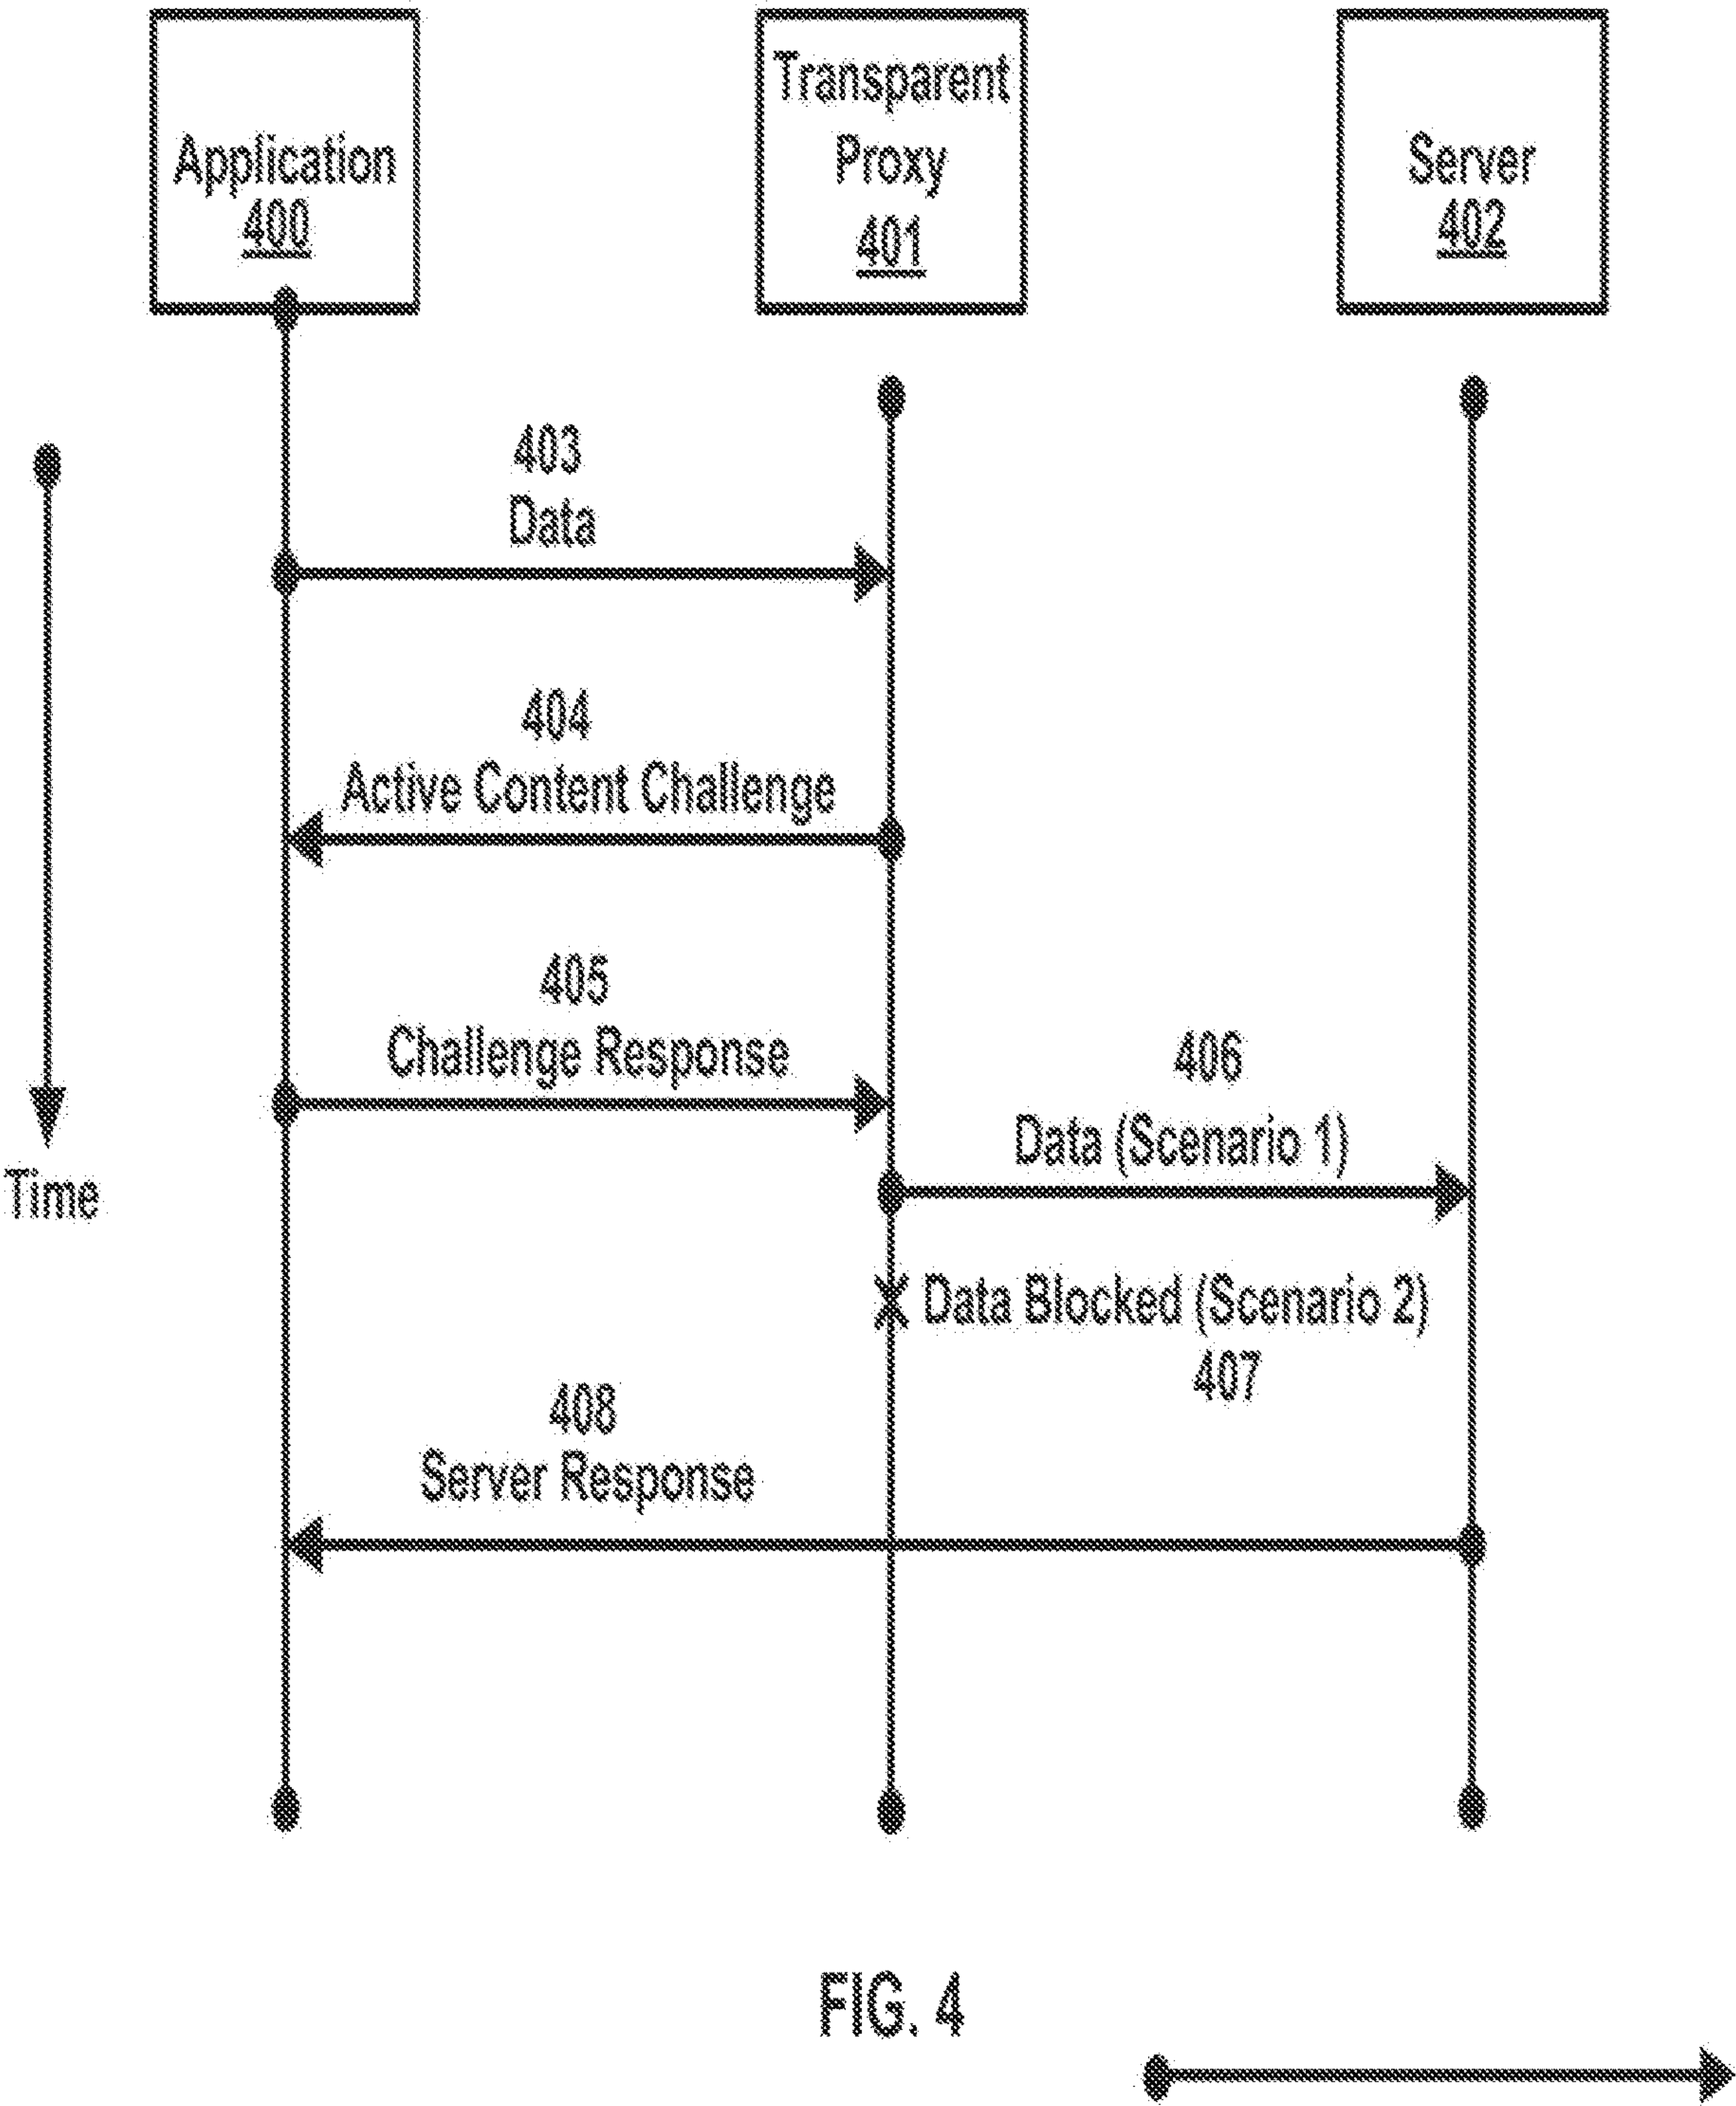 Application
400
Transparent
Proxy
401
Server
402
403
Data
404
Active Content Challenge
405
Challenge Response
406
Data (Scenario 1)
Time
Data Blocked (Scenario 2)
407
408
Server Response
FIG. 4